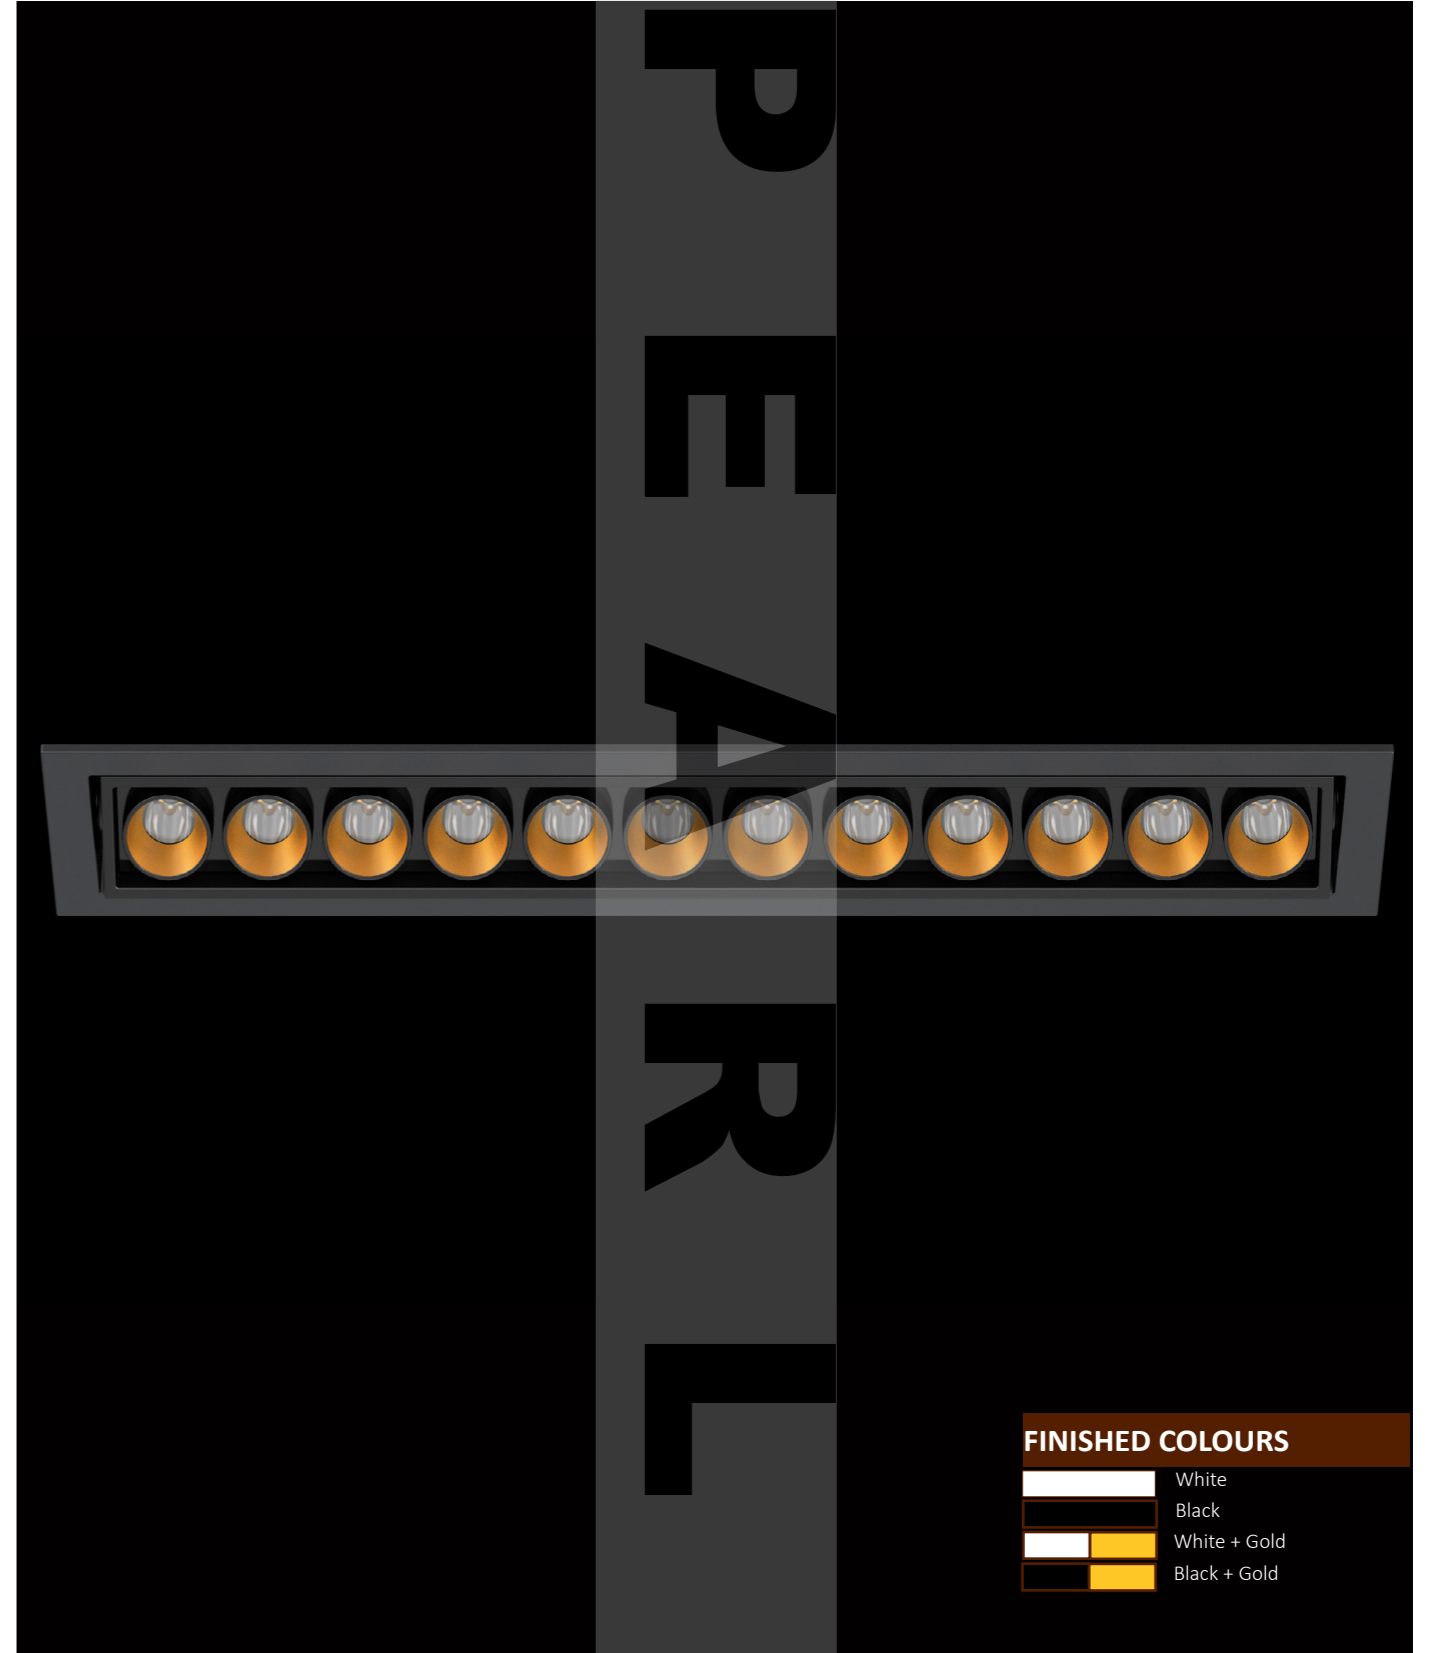 PEARL
FINISHED COLOURS
White
Black
White + Gold
Black + Gold